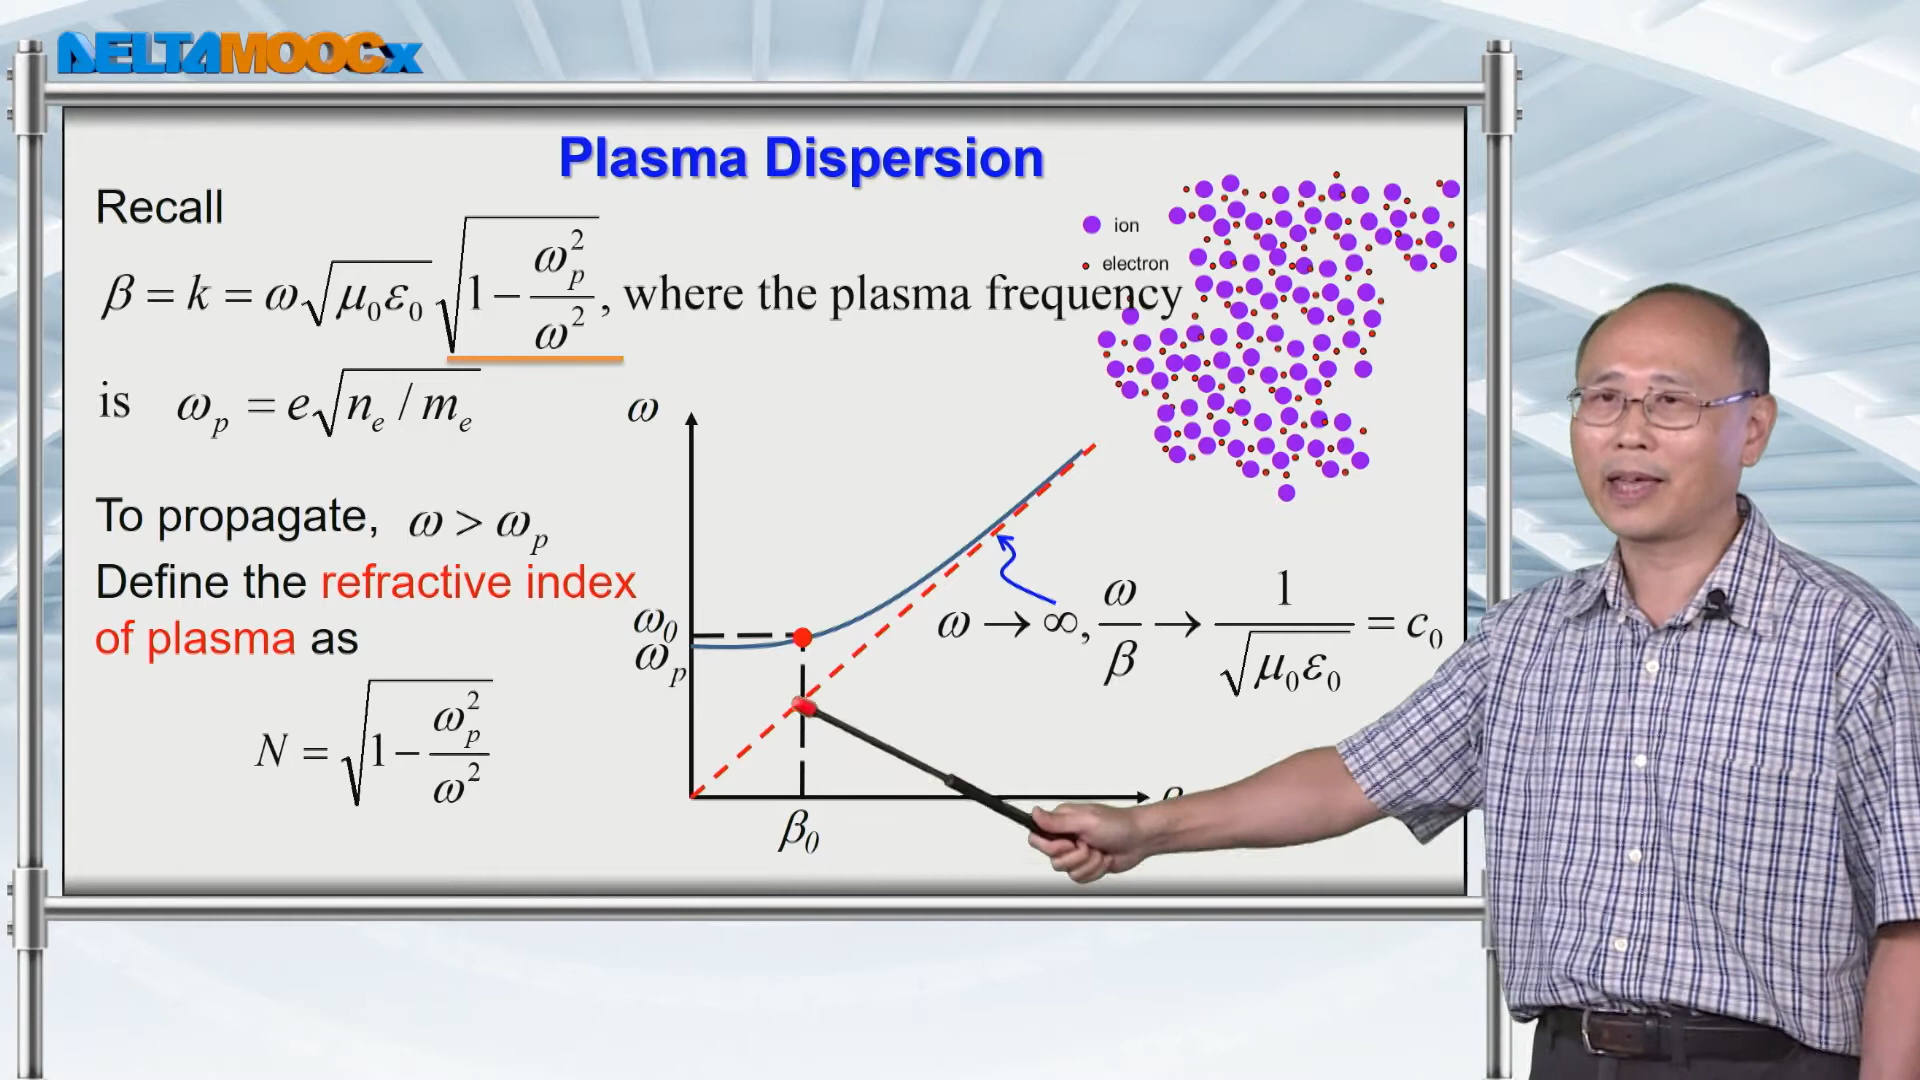 DELTAMOOCx
Plasma Dispersion
Recall
ion
electron
β = k = ω√(μ₀ε₀) √(1 − ωₚ²/ω²), where the plasma frequency
is ωₚ = e√(nₑ / mₑ)
ω
To propagate, ω > ωₚ
Define the refractive index
of plasma as
ω₀
ωₚ
ω → ∞, ω/β → 1/√(μ₀ε₀) = c₀
N = √(1 − ωₚ²/ω²)
β₀